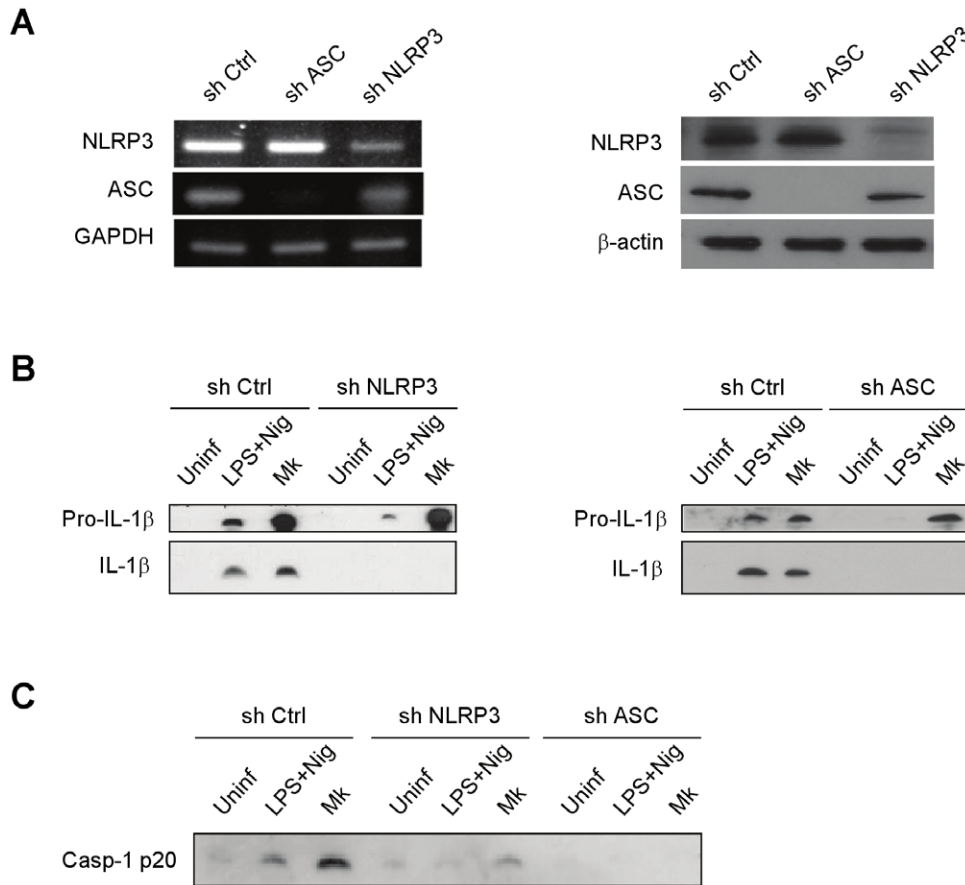 A
sh Ctrl sh ASC sh NLRP3
NLRP3
ASC
GAPDH
sh Ctrl sh ASC sh NLRP3
NLRP3
ASC
β-actin
B
sh Ctrl sh NLRP3
Uninf LPS+Nig Mk Uninf LPS+Nig Mk
Pro-IL-1β
IL-1β
sh Ctrl sh ASC
Uninf LPS+Nig Mk Uninf LPS+Nig Mk
Pro-IL-1β
IL-1β
C
sh Ctrl sh NLRP3 sh ASC
Uninf LPS+Nig Mk Uninf LPS+Nig Mk Uninf LPS+Nig Mk
Casp-1 p20